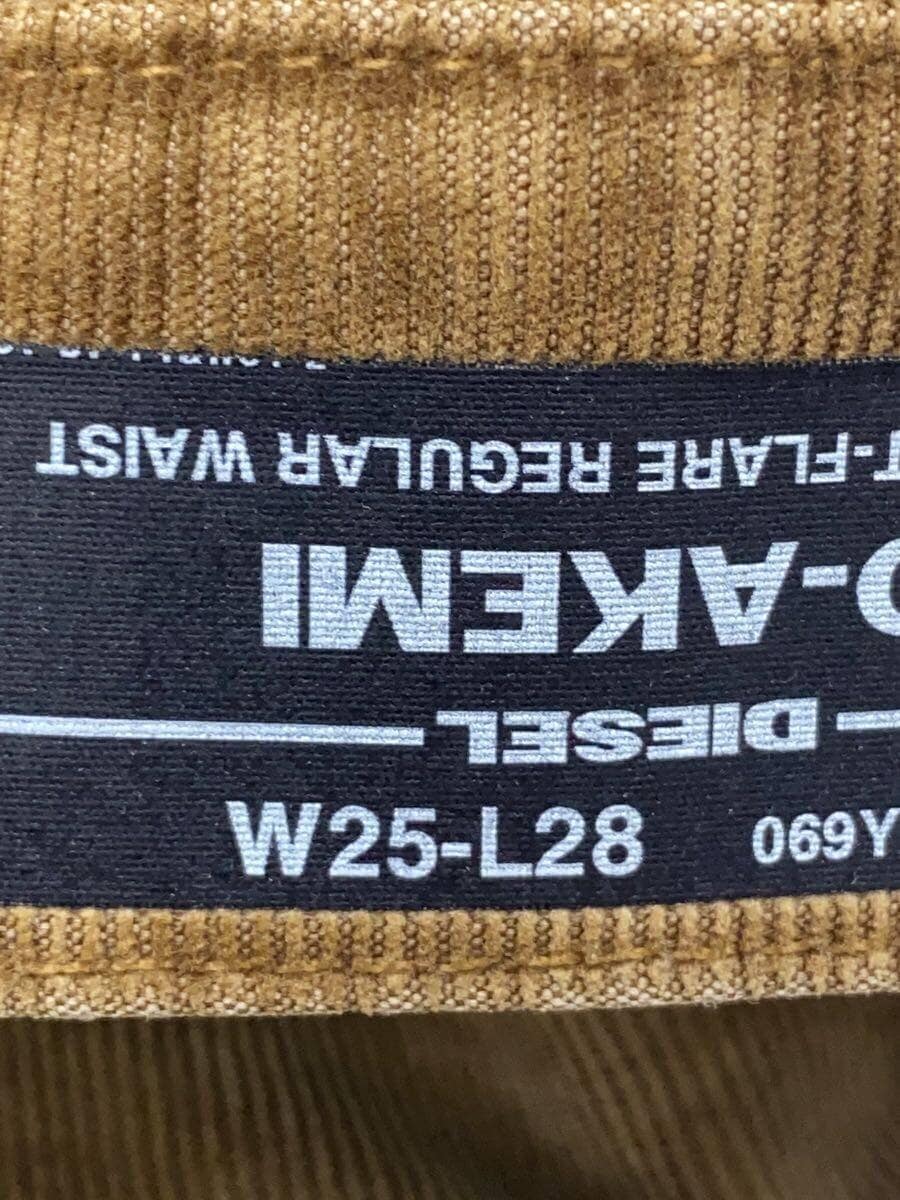 T-FLARE REGULAR WAIST
D-AKEMI
DIESEL
W25-L28 069Y